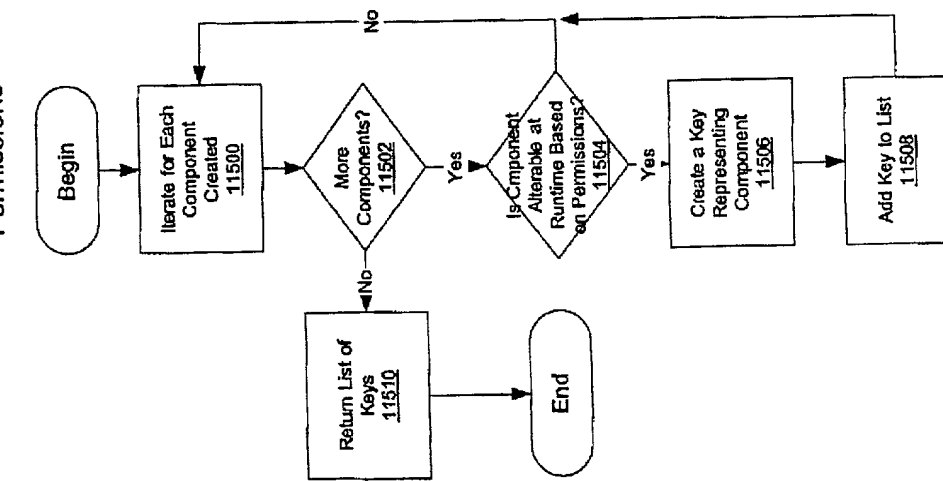 Begin
Iterate for Each
Component
Created
11500
More
Components?
11502
No
Yes
Is Cmponent
Alterable at
Runtime Based
on Permissions?
11504
No
Yes
Create a Key
Representing
Component
11506
Add Key to List
11508
Return List of
Keys
11510
End